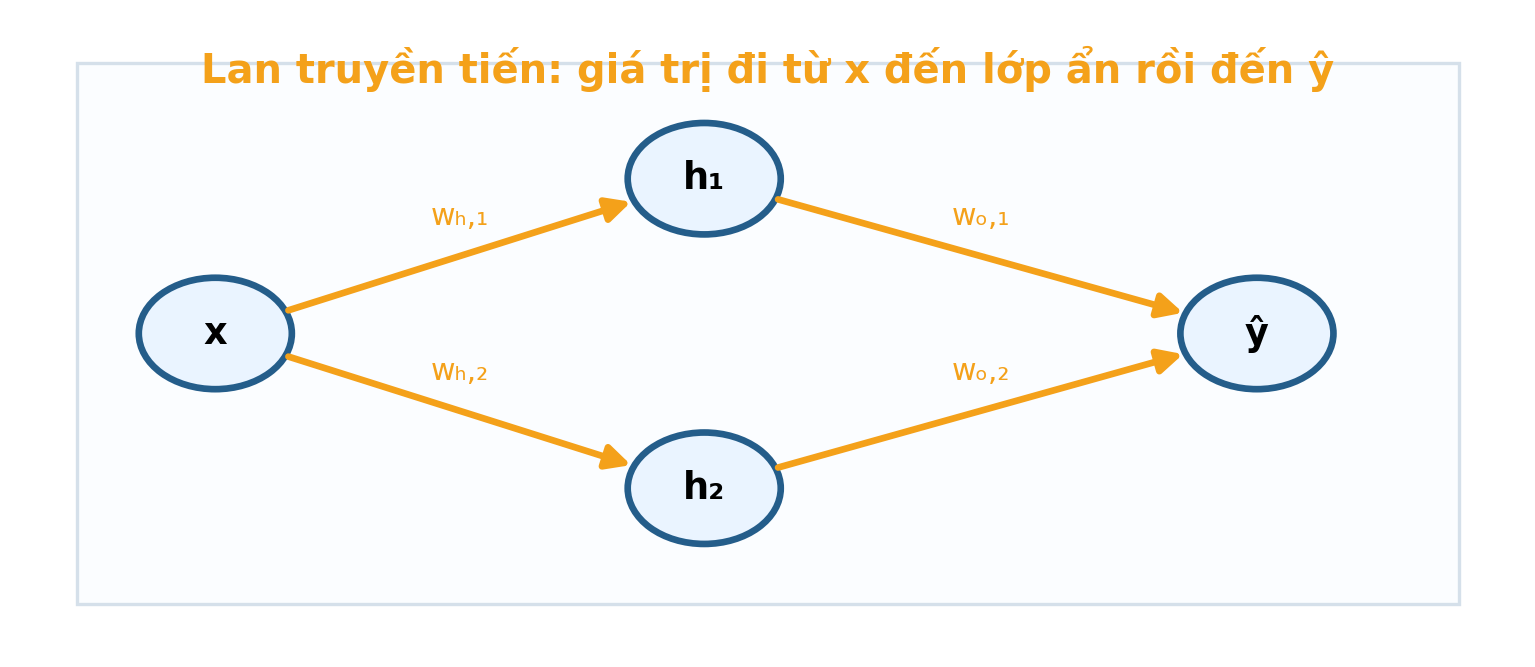 Lan truyền tiến: giá trị đi từ x đến lớp ẩn rồi đến ŷ
h₁
wₕ,₁
wₒ,₁
x
ŷ
wₕ,₂
wₒ,₂
h₂